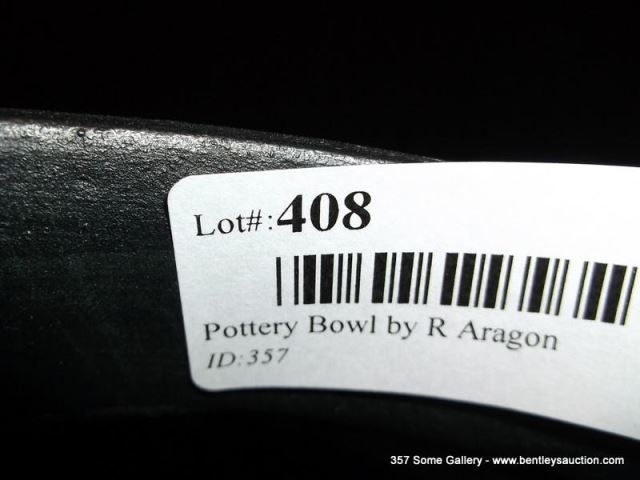 Lot#:408
Pottery Bowl by R Aragon
ID:357
357 Some Gallery - www.bentleysauction.com